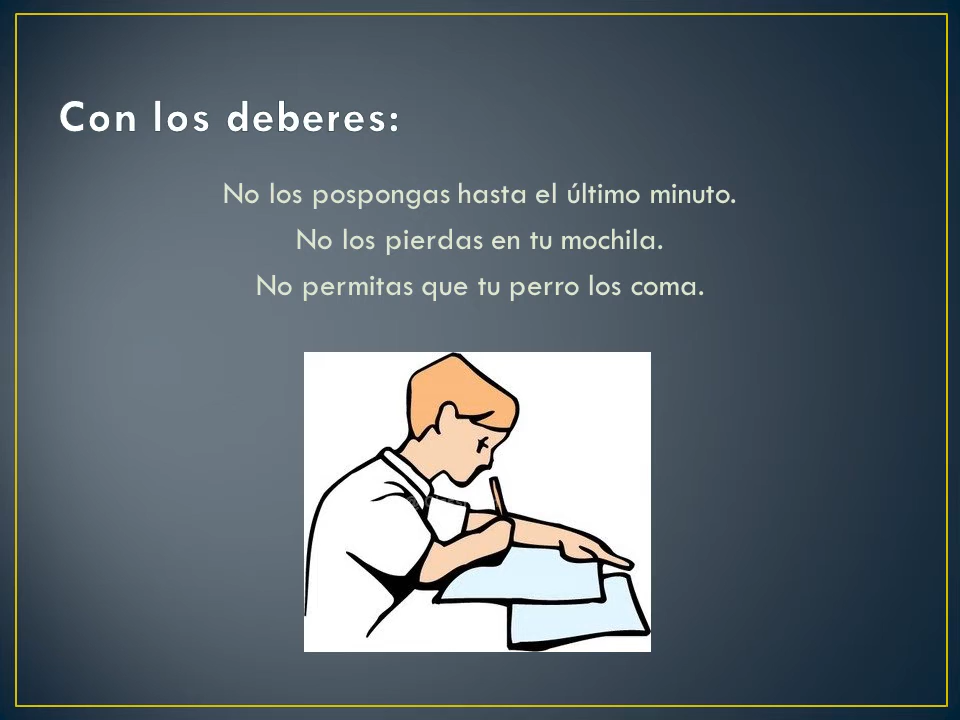 Con los deberes:
No los pospongas hasta el último minuto.
No los pierdas en tu mochila.
No permitas que tu perro los coma.